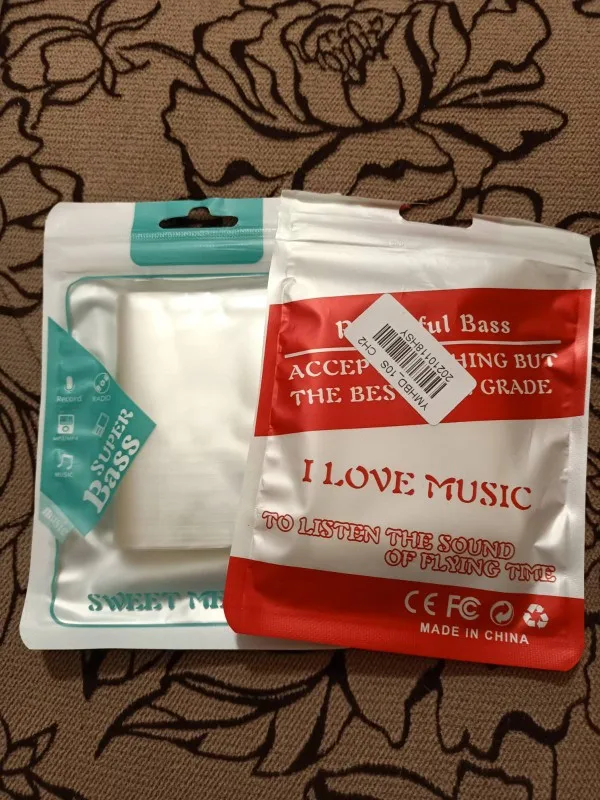 Record
RADIO
MP3/MP4
MUSIC
SUPER
Bass
SWEET ME
ful Bass
ACCEP HING BUT
THE BES GRADE
YMHBD_10S CH2
20210118HSY
I LOVE MUSIC
TO LISTEN THE SOUND
OF FLYING TIME
CE FC
MADE IN CHINA